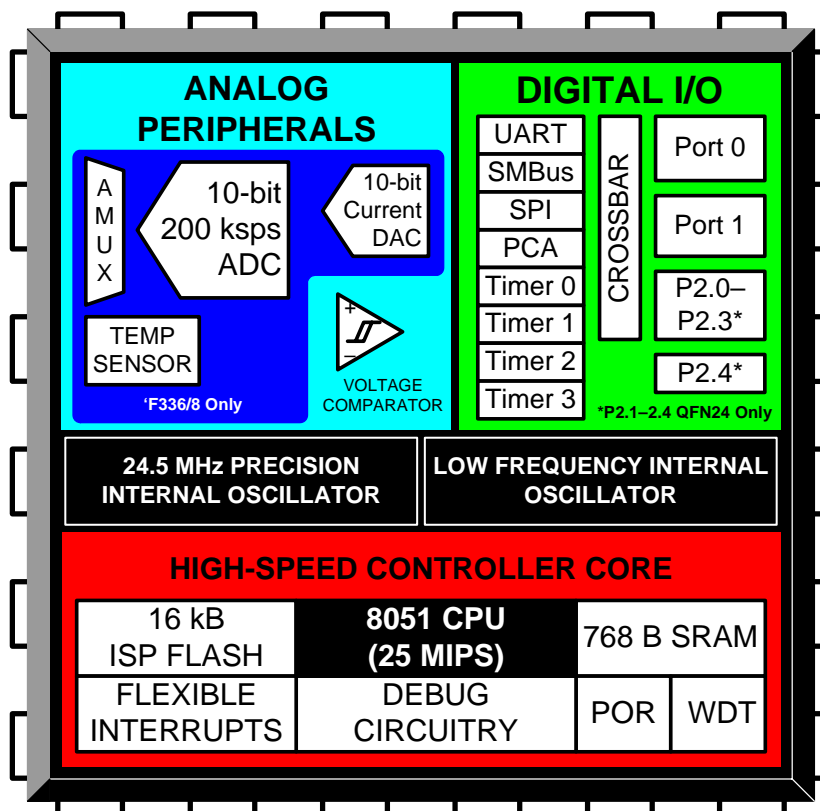 ANALOG
PERIPHERALS
A
M
U
X
10-bit
200 ksps
ADC
10-bit
Current
DAC
TEMP
SENSOR
+
–
VOLTAGE
COMPARATOR
‘F336/8 Only
DIGITAL I/O
UART
SMBus
SPI
PCA
Timer 0
Timer 1
Timer 2
Timer 3
CROSSBAR
Port 0
Port 1
P2.0–
P2.3*
P2.4*
*P2.1–2.4 QFN24 Only
24.5 MHz PRECISION
INTERNAL OSCILLATOR
LOW FREQUENCY INTERNAL
OSCILLATOR
HIGH-SPEED CONTROLLER CORE
16 kB
ISP FLASH
8051 CPU
(25 MIPS)
768 B SRAM
FLEXIBLE
INTERRUPTS
DEBUG
CIRCUITRY
POR
WDT